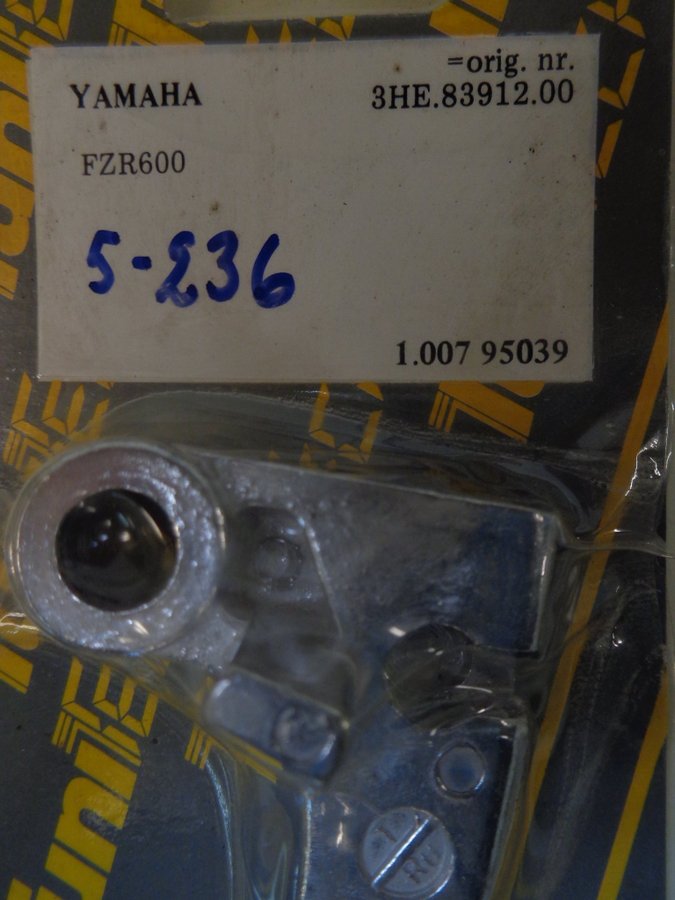 =orig. nr.
YAMAHA 3HE.83912.00
FZR600
5-236
1.007 95039